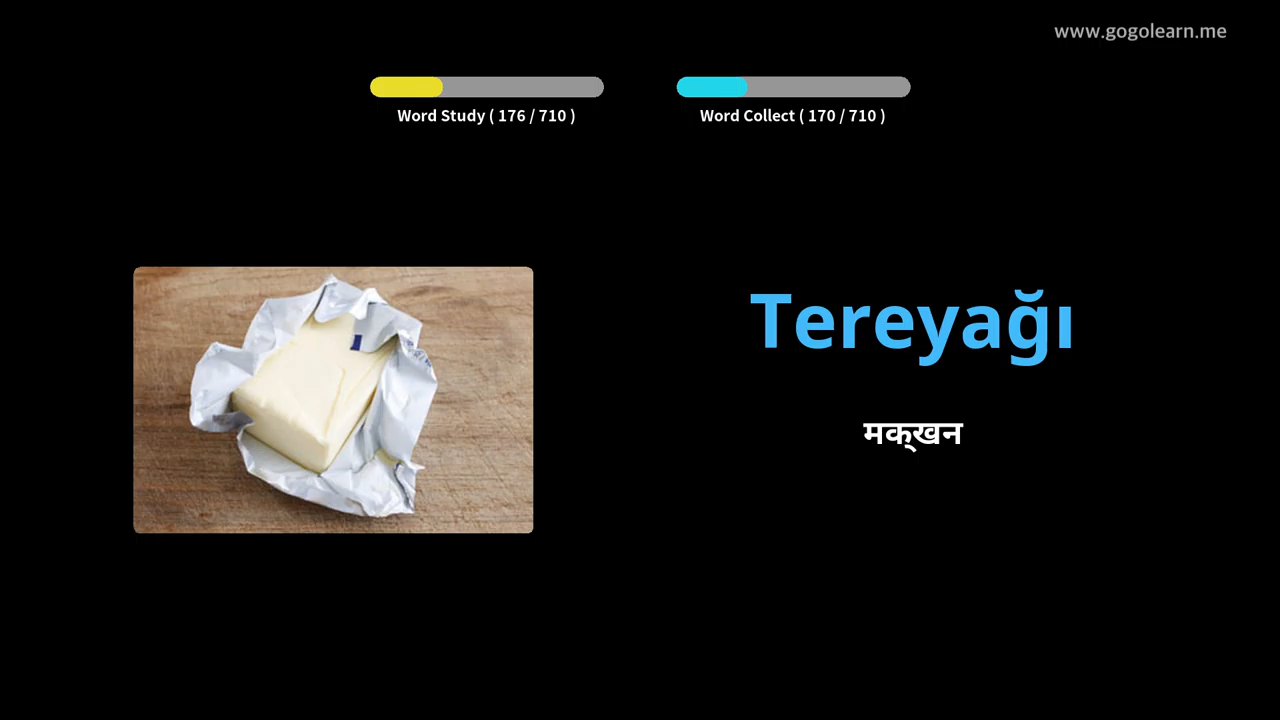 www.gogolearn.me
Word Study ( 176 / 710 )
Word Collect ( 170 / 710 )
Tereyağı
मक्खन